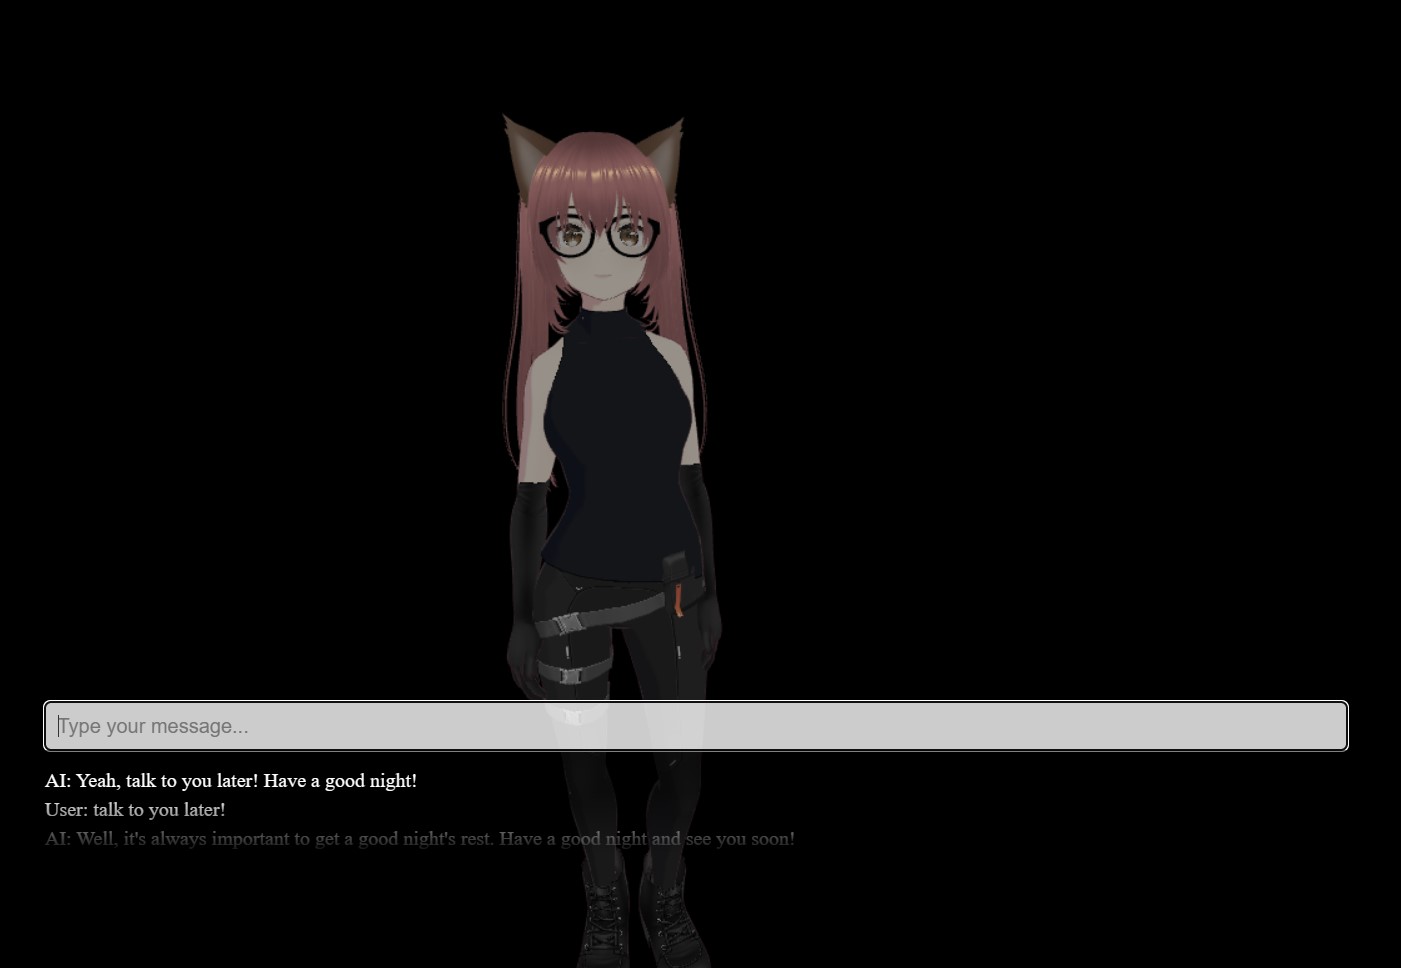 Type your message...
AI: Yeah, talk to you later! Have a good night!
User: talk to you later!
AI: Well, it's always important to get a good night's rest. Have a good night and see you soon!